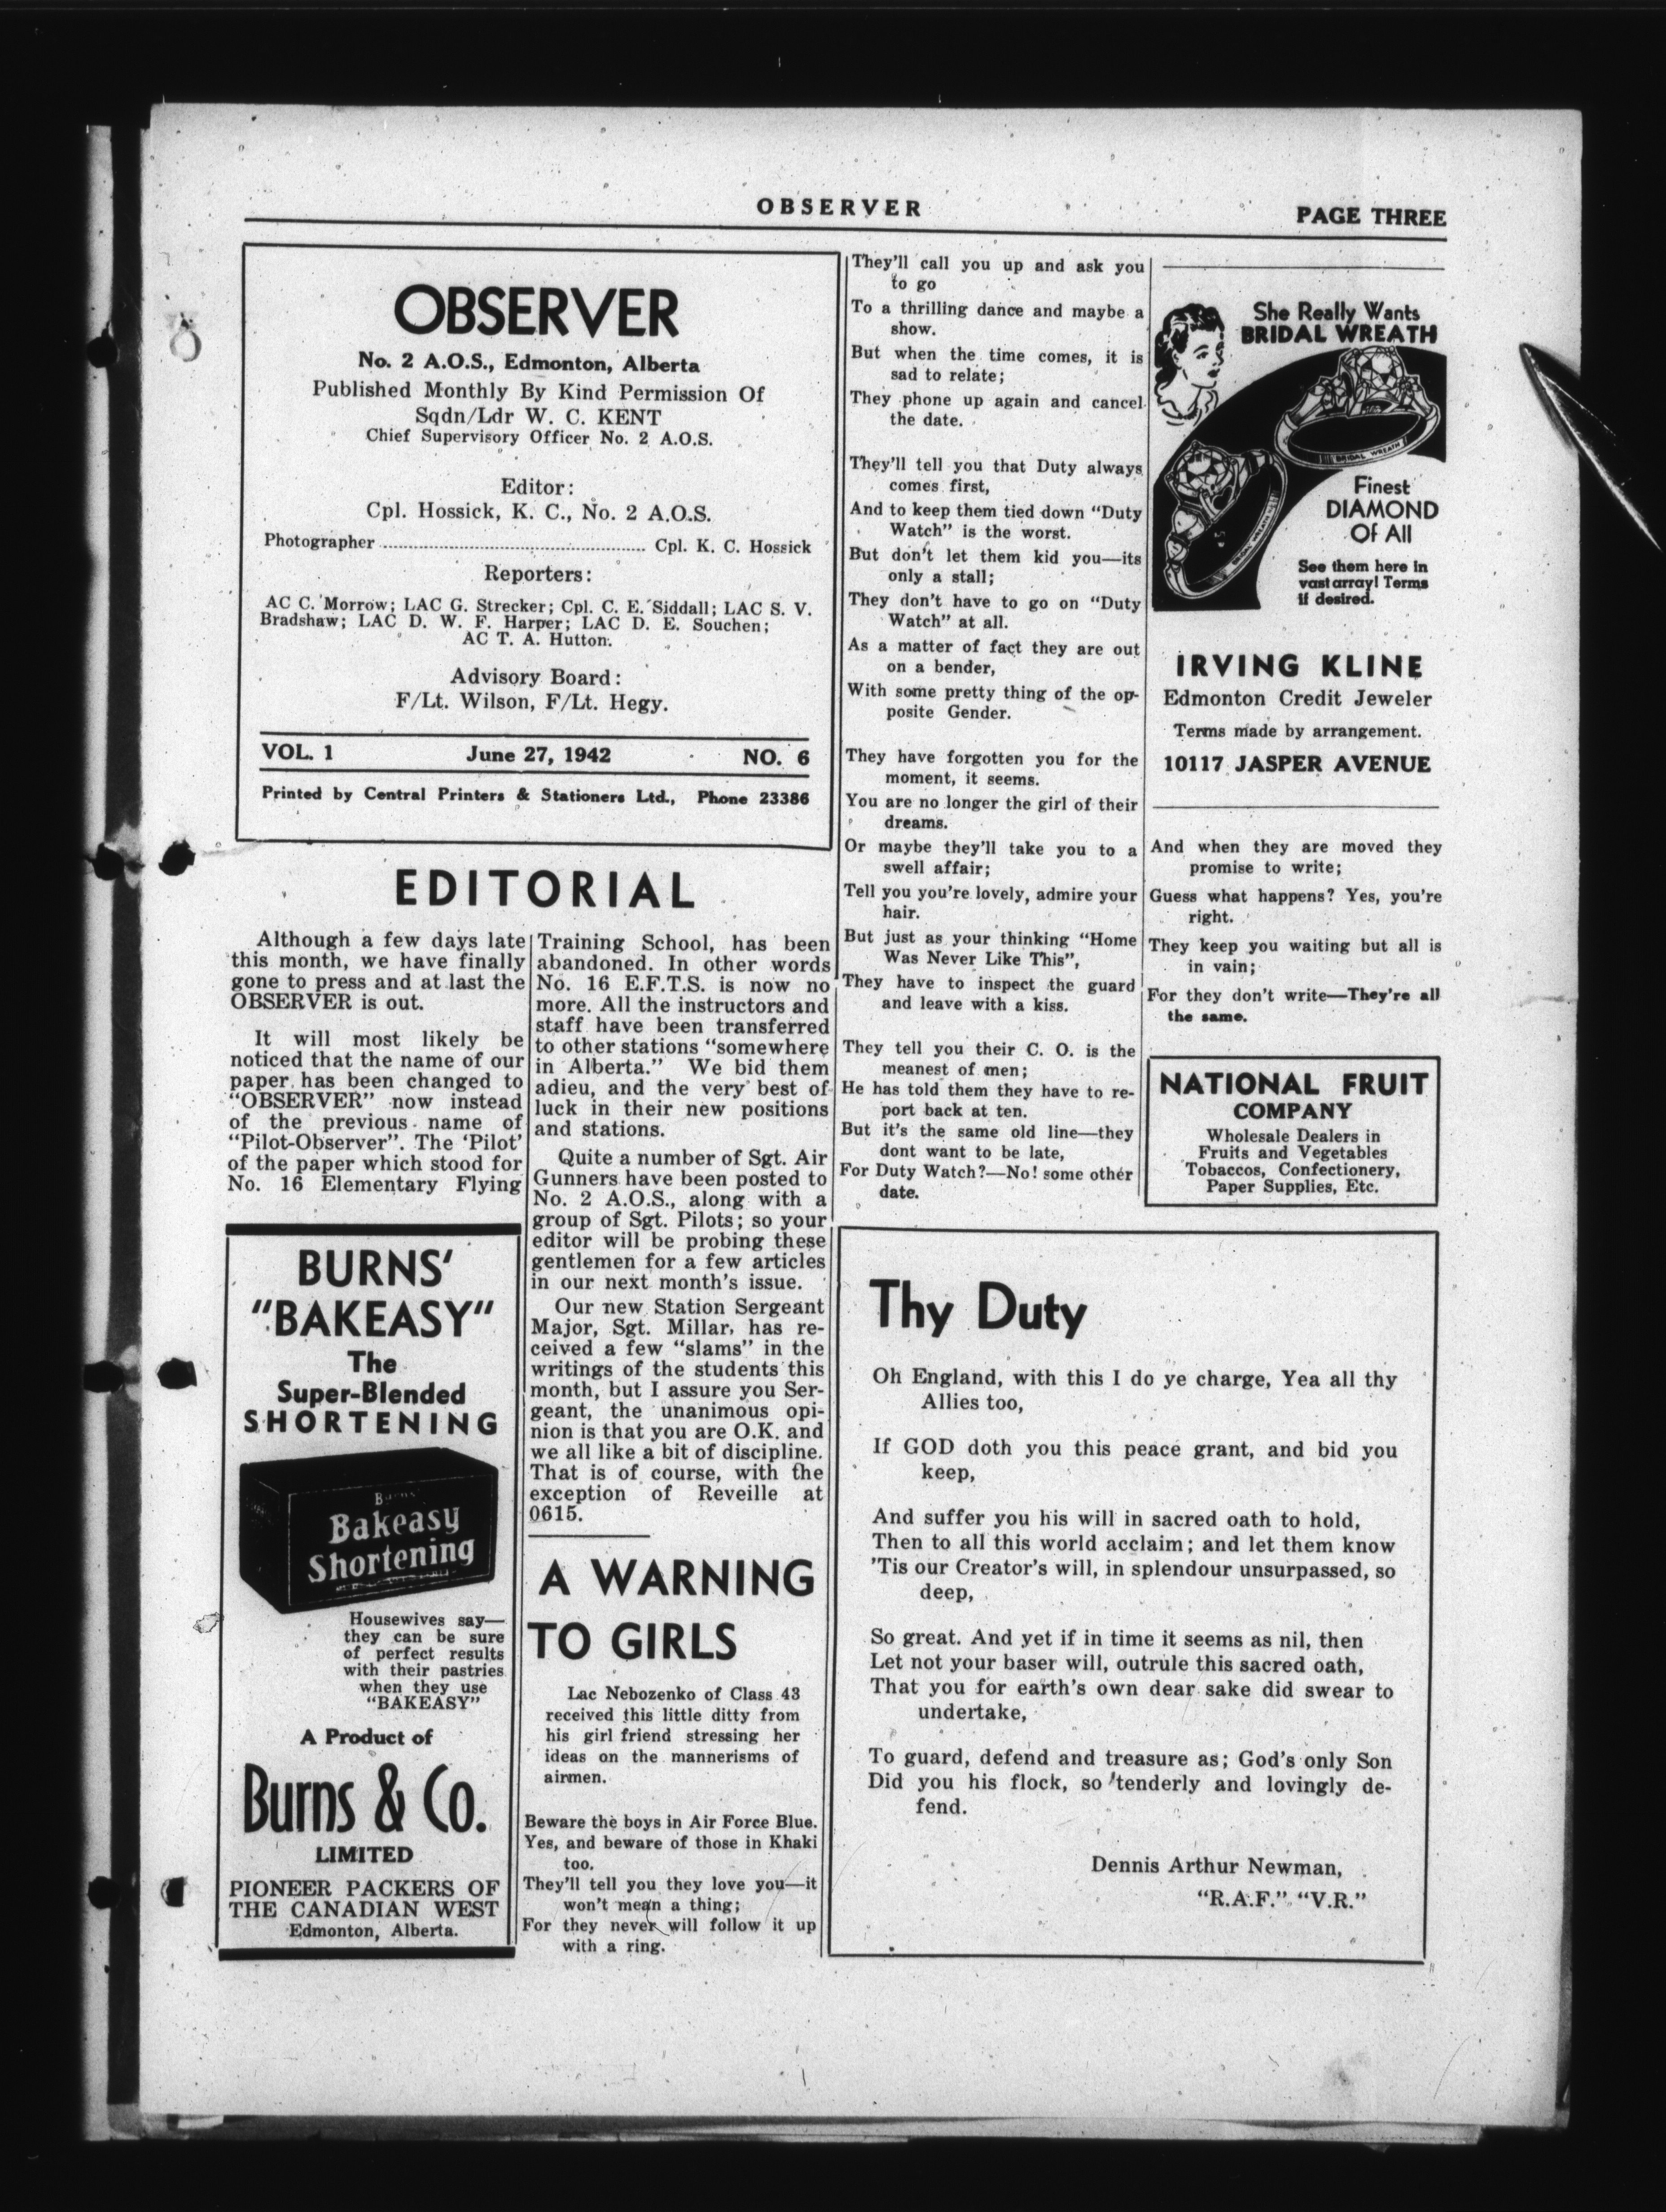 OBSERVER
PAGE THREE
OBSERVER
No. 2 A.O.S., Edmonton, Alberta
Published Monthly By Kind Permission Of
Sqdn/Ldr W. C. KENT
Chief Supervisory Officer No. 2 A.O.S.
Editor:
Cpl. Hossick, K. C., No. 2 A.O.S.
Photographer ........................................ Cpl. K. C. Hossick
Reporters:
AC C. Morrow; LAC G. Strecker; Cpl. C. E. Siddall; LAC S. V.
Bradshaw; LAC D. W. F. Harper; LAC D. E. Souchen;
AC T. A. Hutton.
Advisory Board:
F/Lt. Wilson, F/Lt. Hegy.
VOL. 1 June 27, 1942 NO. 6
Printed by Central Printers & Stationers Ltd., Phone 23386
EDITORIAL
Although a few days late
this month, we have finally
gone to press and at last the
OBSERVER is out.
It will most likely be
noticed that the name of our
paper has been changed to
"OBSERVER" now instead
of the previous name of
"Pilot-Observer". The 'Pilot'
of the paper which stood for
No. 16 Elementary Flying
Training School, has been
abandoned. In other words
No. 16 E.F.T.S. is now no
more. All the instructors and
staff have been transferred
to other stations "somewhere
in Alberta." We bid them
adieu, and the very best of
luck in their new positions
and stations.
Quite a number of Sgt. Air
Gunners have been posted to
No. 2 A.O.S., along with a
group of Sgt. Pilots; so your
editor will be probing these
gentlemen for a few articles
in our next month's issue.
Our new Station Sergeant
Major, Sgt. Millar, has re-
ceived a few "slams" in the
writings of the students this
month, but I assure you Ser-
geant, the unanimous opi-
nion is that you are O.K. and
we all like a bit of discipline.
That is of course, with the
exception of Reveille at
0615.
BURNS'
"BAKEASY"
The
Super-Blended
SHORTENING
Burns
Bakeasy
Shortening
Housewives say—
they can be sure
of perfect results
with their pastries
when they use
"BAKEASY"
A Product of
Burns & Co.
LIMITED
PIONEER PACKERS OF
THE CANADIAN WEST
Edmonton, Alberta.
A WARNING
TO GIRLS
Lac Nebozenko of Class 43
received this little ditty from
his girl friend stressing her
ideas on the mannerisms of
airmen.
Beware the boys in Air Force Blue.
Yes, and beware of those in Khaki
too.
They'll tell you they love you—it
won't mean a thing;
For they never will follow it up
with a ring.
They'll call you up and ask you
to go
To a thrilling dance and maybe a
show.
But when the time comes, it is
sad to relate;
They phone up again and cancel
the date.
They'll tell you that Duty always
comes first,
And to keep them tied down "Duty
Watch" is the worst.
But don't let them kid you—its
only a stall;
They don't have to go on "Duty
Watch" at all.
As a matter of fact they are out
on a bender,
With some pretty thing of the op-
posite Gender.
They have forgotten you for the
moment, it seems.
You are no longer the girl of their
dreams.
Or maybe they'll take you to a
swell affair;
Tell you you're lovely, admire your
hair.
But just as your thinking "Home
Was Never Like This",
They have to inspect the guard
and leave with a kiss.
They tell you their C. O. is the
meanest of men;
He has told them they have to re-
port back at ten.
But it's the same old line—they
dont want to be late,
For Duty Watch?—No! some other
date.
She Really Wants
BRIDAL WREATH
BRIDAL WREATH
BRIDAL WREATH
Finest
DIAMOND
Of All
See them here in
vast array! Terms
if desired.
IRVING KLINE
Edmonton Credit Jeweler
Terms made by arrangement.
10117 JASPER AVENUE
And when they are moved they
promise to write;
Guess what happens? Yes, you're
right.
They keep you waiting but all is
in vain;
For they don't write—They're all
the same.
NATIONAL FRUIT
COMPANY
Wholesale Dealers in
Fruits and Vegetables
Tobaccos, Confectionery,
Paper Supplies, Etc.
Thy Duty
Oh England, with this I do ye charge, Yea all thy
Allies too,
If GOD doth you this peace grant, and bid you
keep,
And suffer you his will in sacred oath to hold,
Then to all this world acclaim; and let them know
'Tis our Creator's will, in splendour unsurpassed, so
deep,
So great. And yet if in time it seems as nil, then
Let not your baser will, outrule this sacred oath,
That you for earth's own dear sake did swear to
undertake,
To guard, defend and treasure as; God's only Son
Did you his flock, so tenderly and lovingly de-
fend.
Dennis Arthur Newman,
"R.A.F." "V.R."